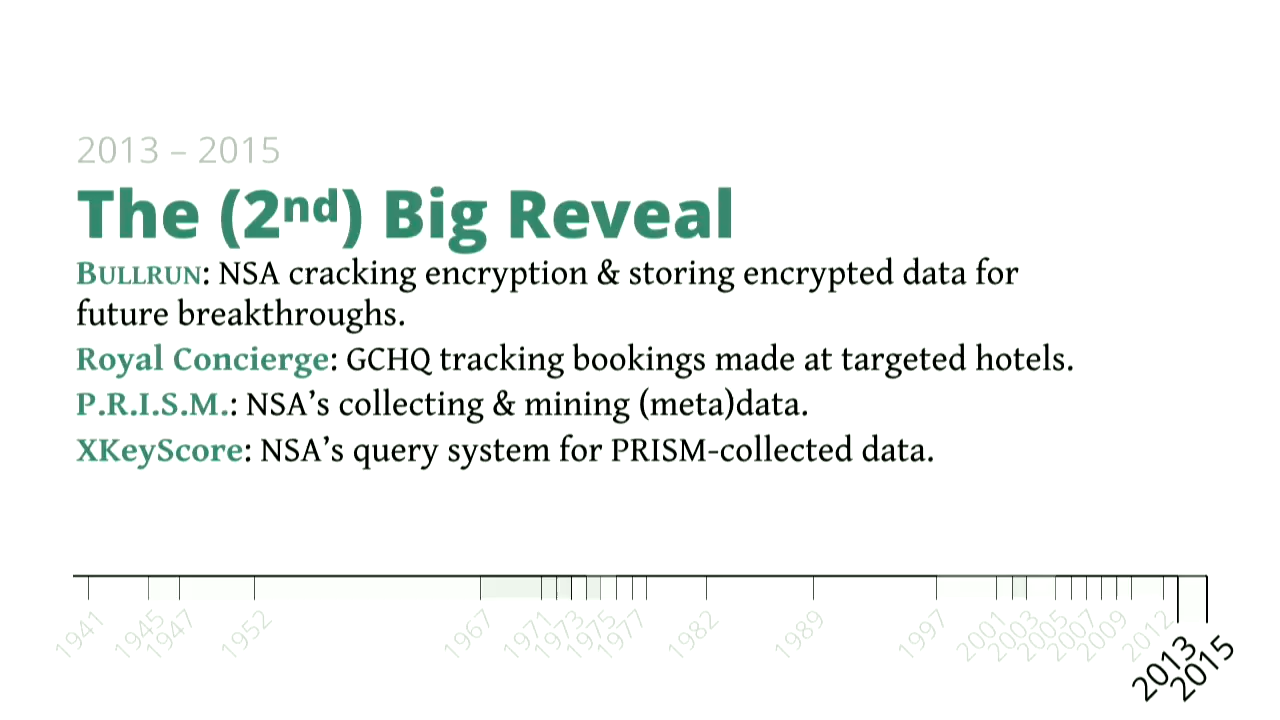 2013 – 2015
The (2nd) Big Reveal
BULLRUN: NSA cracking encryption & storing encrypted data for
future breakthroughs.
Royal Concierge: GCHQ tracking bookings made at targeted hotels.
P.R.I.S.M.: NSA’s collecting & mining (meta)data.
XKeyScore: NSA’s query system for PRISM-collected data.
1941 1945 1947 1952 1967 1971 1973 1975 1977 1982 1989 1997 2001 2003 2005 2007 2009 2012 2013 2015